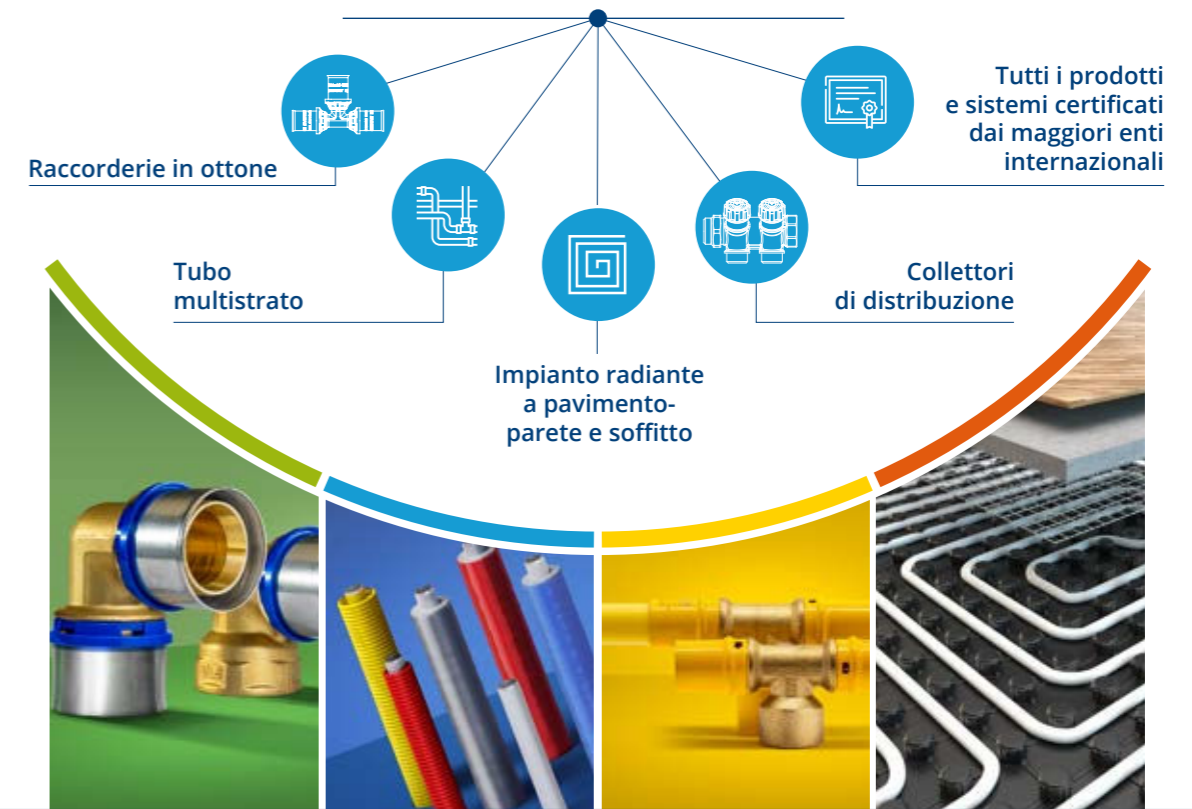 Raccorderie in ottone
Tubo
multistrato
Impianto radiante
a pavimento-
parete e soffitto
Collettori
di distribuzione
Tutti i prodotti
e sistemi certificati
dai maggiori enti
internazionali